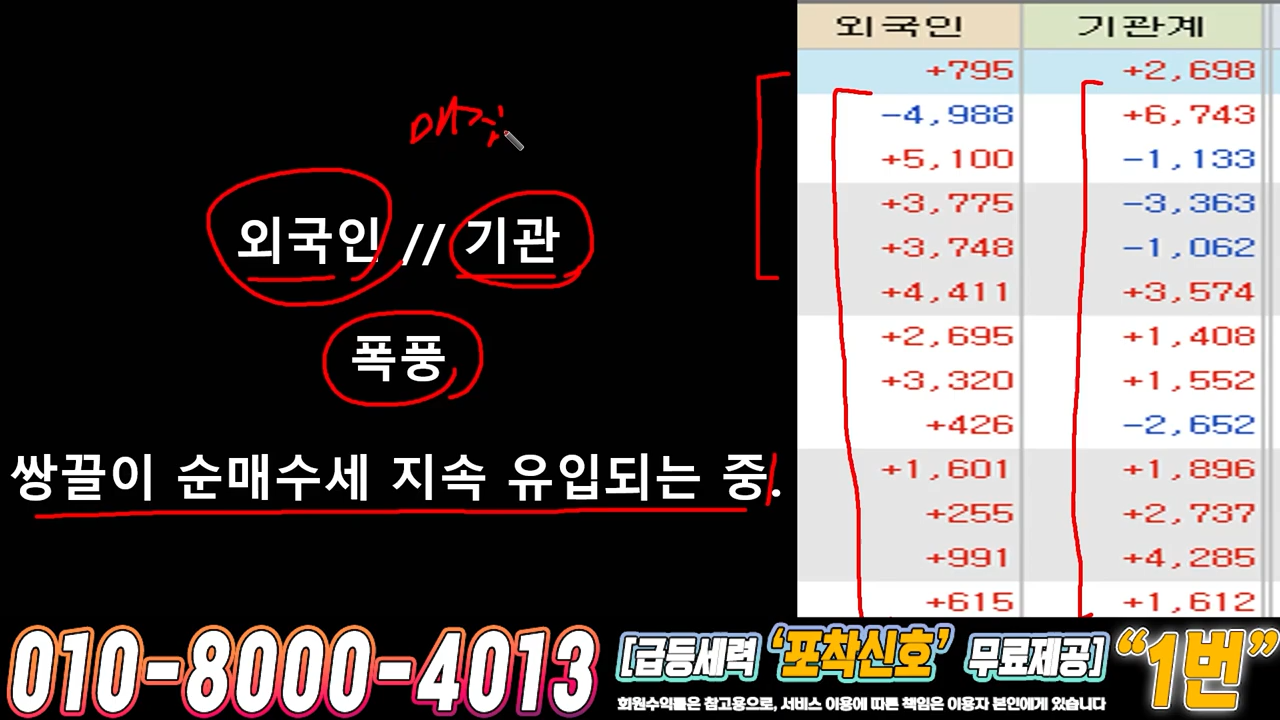 외국인 // 기관
폭풍
쌍끌이 순매수세 지속 유입되는 중.
외국인 기관계
+795 +2,698
-4,988 +6,743
+5,100 -1,133
+3,775 -3,363
+3,748 -1,062
+4,411 +3,574
+2,695 +1,408
+3,320 +1,552
+426 -2,652
+1,601 +1,896
+255 +2,737
+991 +4,285
+615 +1,612
010-8000-4013
[급등세력 '포착신호' 무료제공] "1번"
회원수익률은 참고용으로, 서비스 이용에 따른 책임은 이용자 본인에게 있습니다